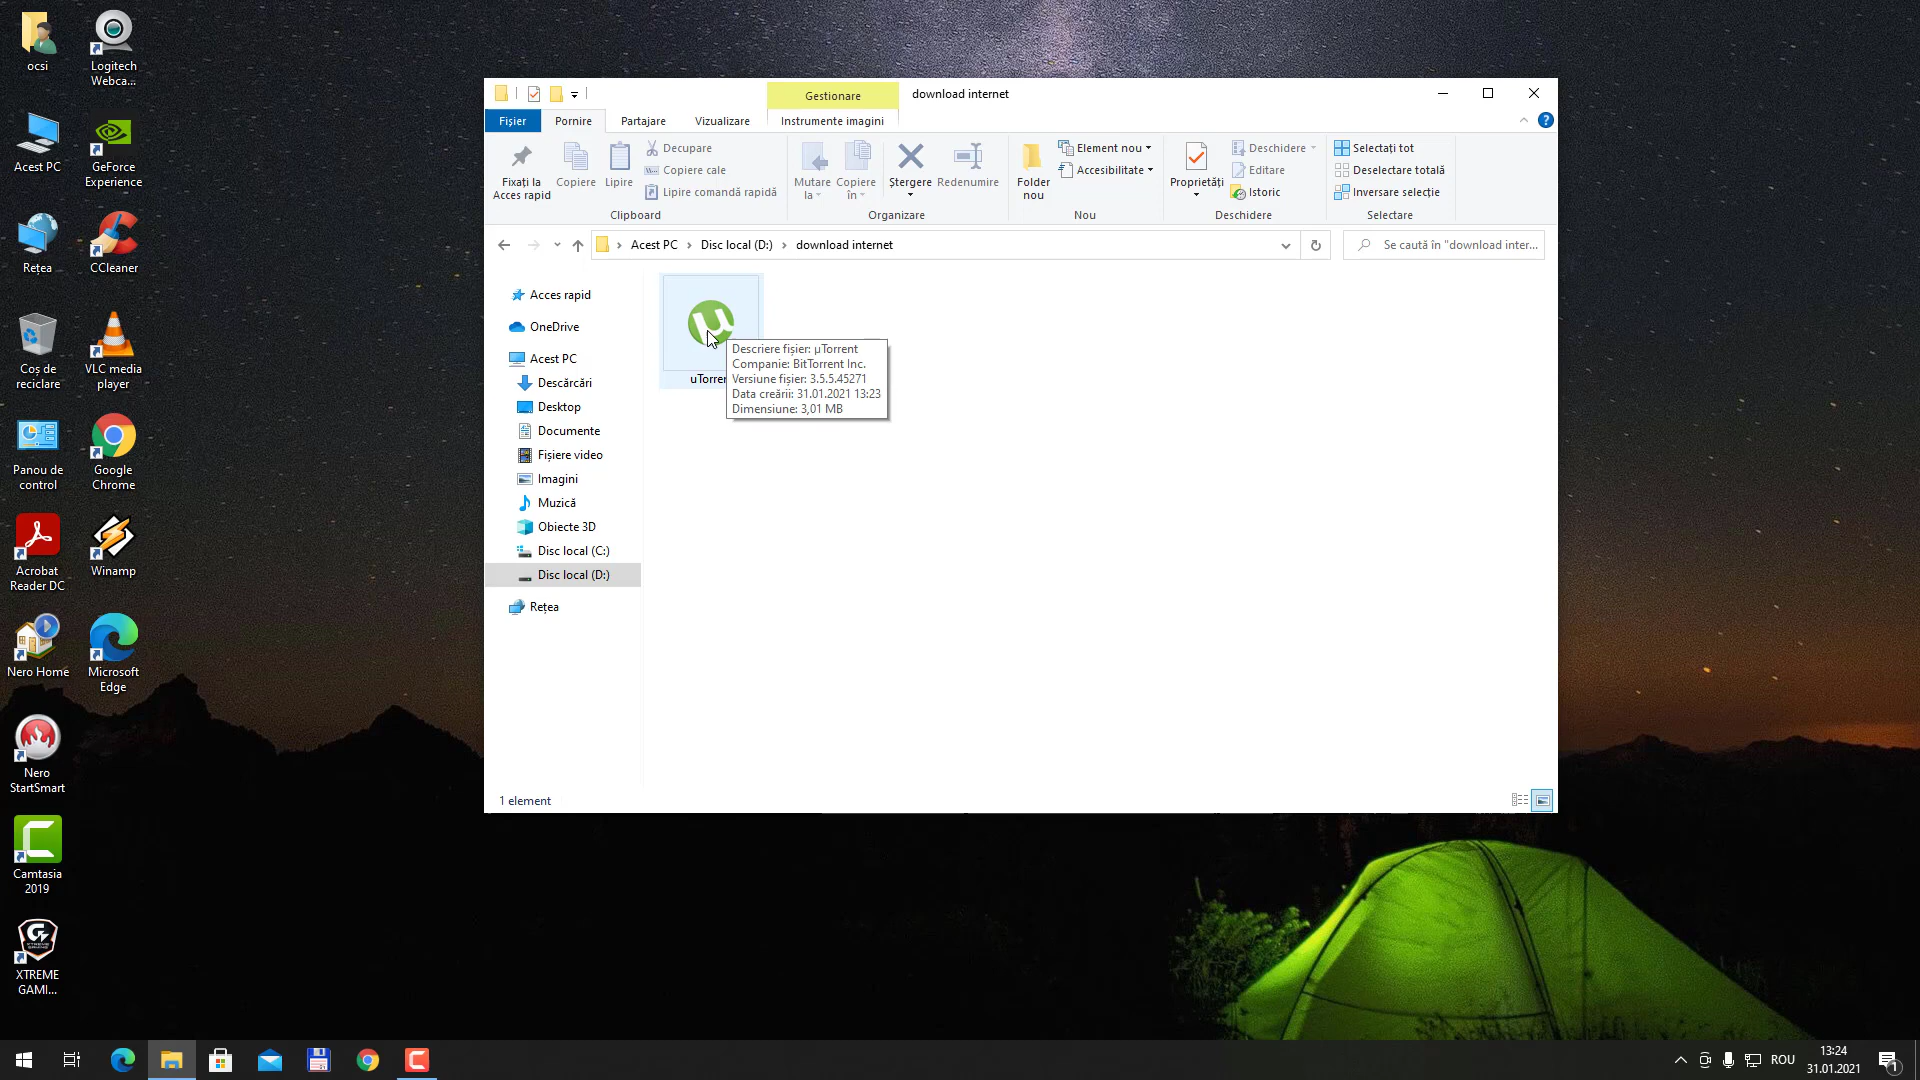 ocsi
Logitech
Webca...
Acest PC
GeForce
Experience
Rețea
CCleaner
Coș de
reciclare
VLC media
player
Panou de
control
Google
Chrome
Acrobat
Reader DC
Winamp
Nero Home
Microsoft
Edge
Nero
StartSmart
Camtasia
2019
XTREME
GAMI...
Gestionare
download internet
Fișier
Pornire
Partajare
Vizualizare
Instrumente imagini
Fixați la
Acces rapid
Copiere
Lipire
Decupare
Copiere cale
Lipire comandă rapidă
Clipboard
Mutare
la
Copiere
în
Ștergere
Redenumire
Organizare
Folder
nou
Element nou
Accesibilitate
Nou
Proprietăți
Deschidere
Editare
Istoric
Deschidere
Selectați tot
Deselectare totală
Inversare selecție
Selectare
Acest PC
Disc local (D:)
download internet
Se caută în "download inter...
Acces rapid
OneDrive
Acest PC
Descărcări
Desktop
Documente
Fișiere video
Imagini
Muzică
Obiecte 3D
Disc local (C:)
Disc local (D:)
Rețea
uTorren
Descriere fișier: µTorrent
Companie: BitTorrent Inc.
Versiune fișier: 3.5.5.45271
Data creării: 31.01.2021 13:23
Dimensiune: 3,01 MB
1 element
ROU
13:24
31.01.2021
1